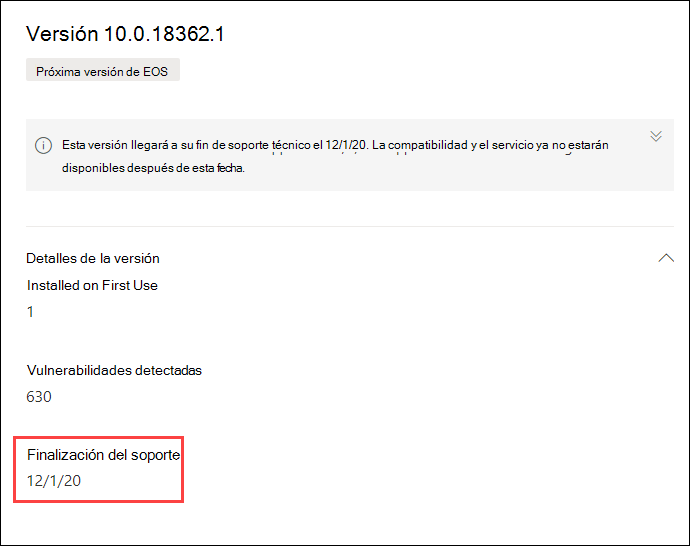 Versión 10.0.18362.1
Próxima versión de EOS
Esta versión llegará a su fin de soporte técnico el 12/1/20. La compatibilidad y el servicio ya no estarán
disponibles después de esta fecha.
Detalles de la versión
Installed on First Use
1
Vulnerabilidades detectadas
630
Finalización del soporte
12/1/20